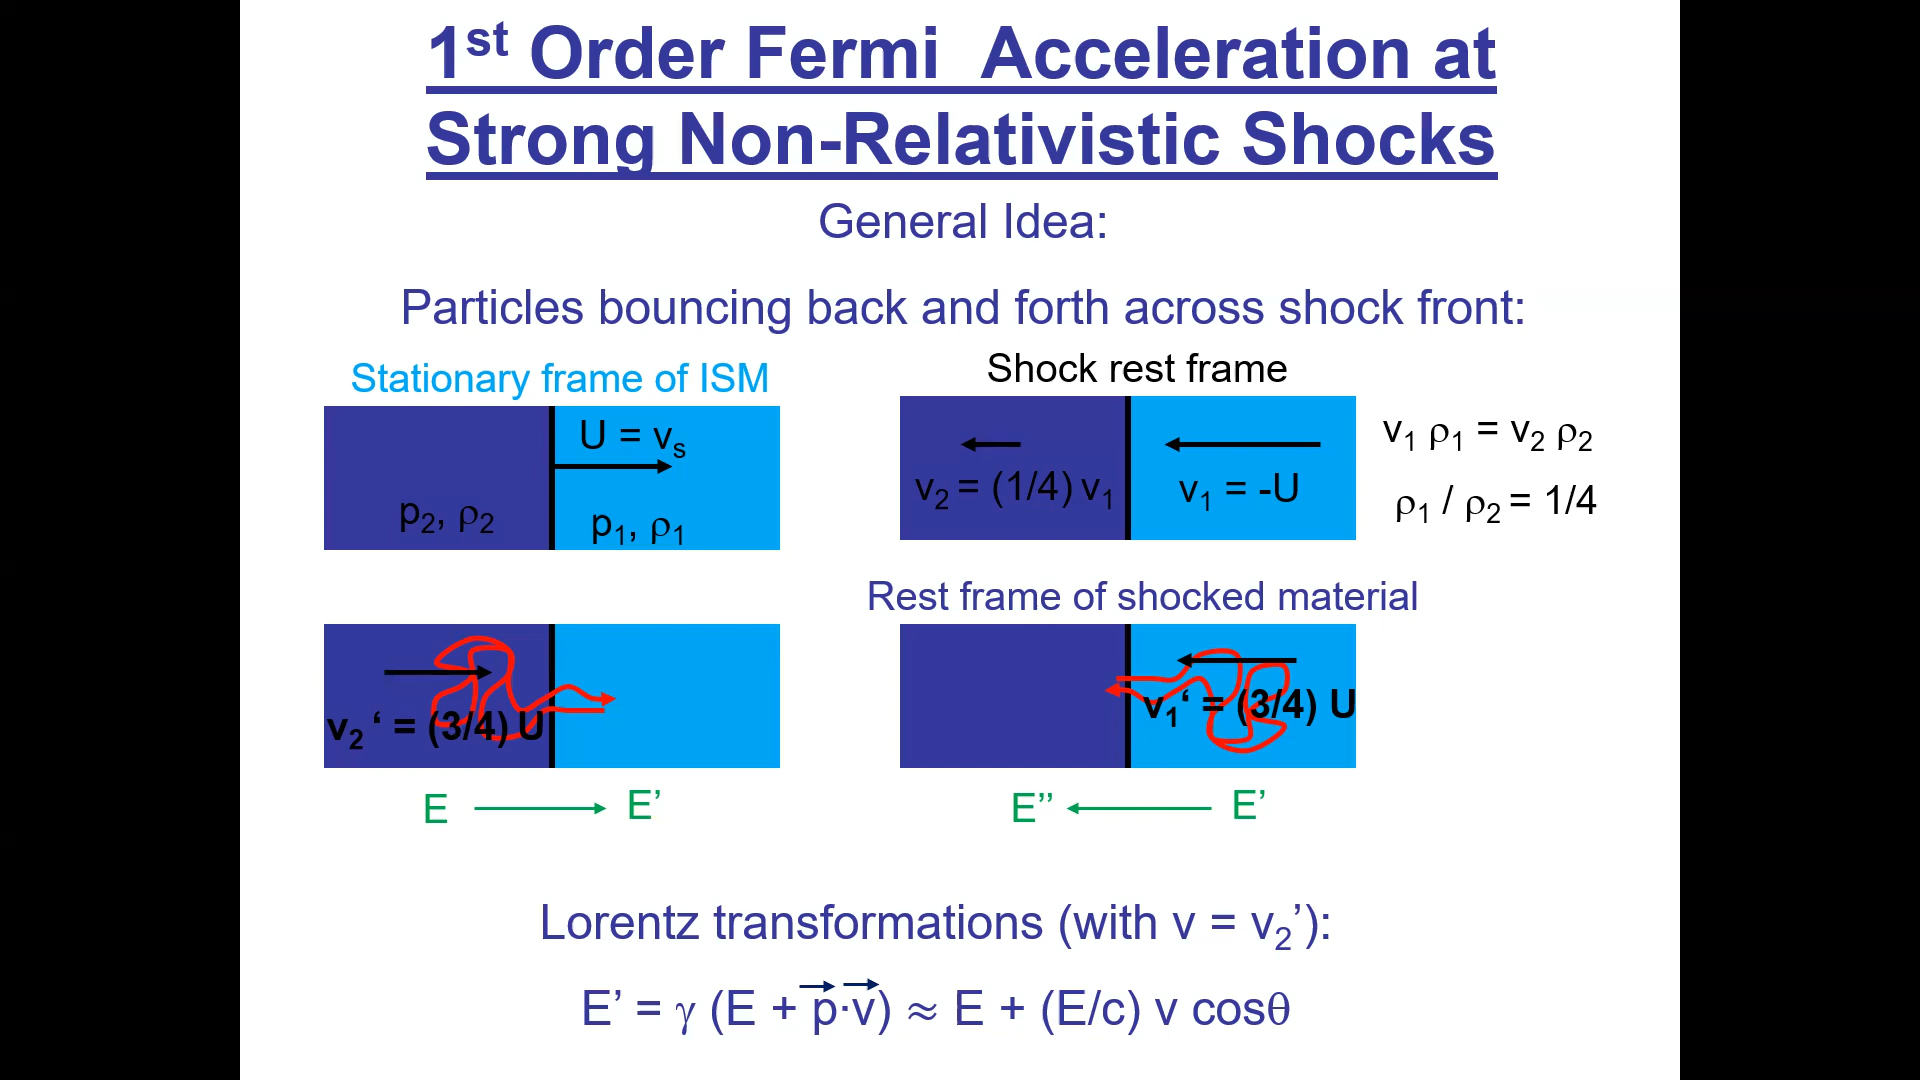 1st Order Fermi Acceleration at
Strong Non-Relativistic Shocks
General Idea:
Particles bouncing back and forth across shock front:
Stationary frame of ISM
U = vs
p2, ρ2
p1, ρ1
Shock rest frame
v2 = (1/4) v1
v1 = -U
v1 ρ1 = v2 ρ2
ρ1 / ρ2 = 1/4
Rest frame of shocked material
v2 ‘ = (3/4) U
v1‘ = (3/4) U
E E’
E’’ E’
Lorentz transformations (with v = v2’):
E’ = γ (E + p·v) ≈ E + (E/c) v cosθ